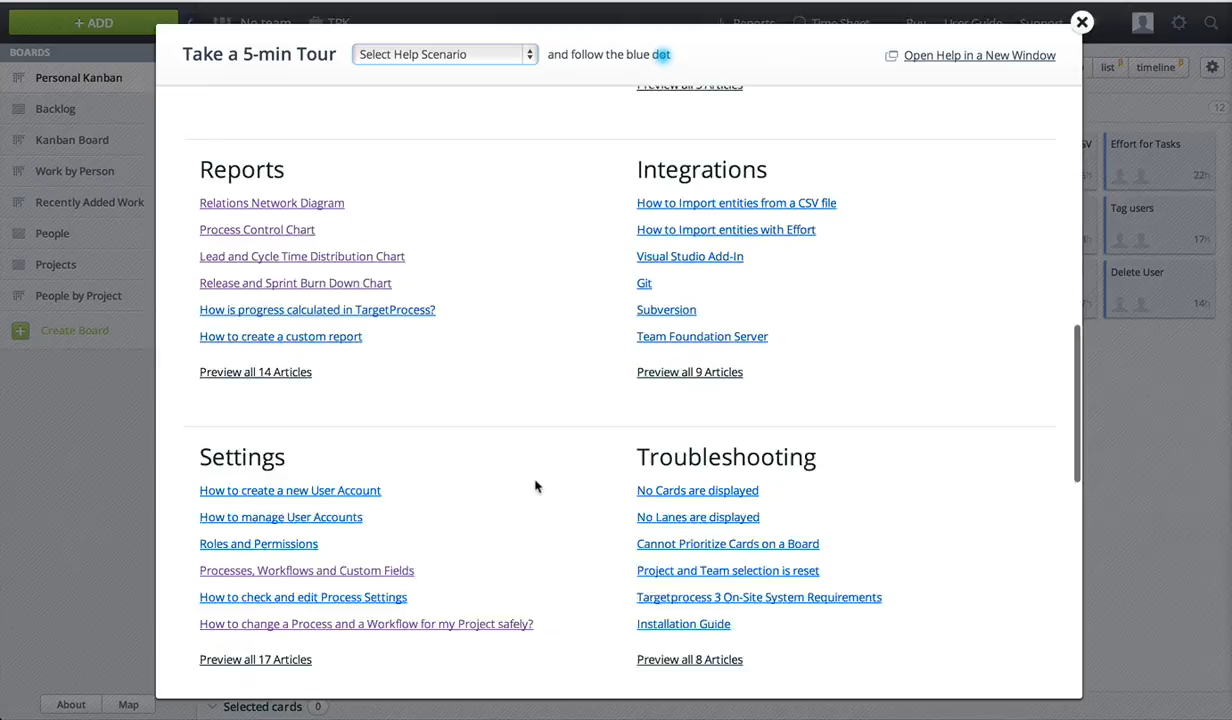 + ADD
No team
TPK
Reports
Time Sheet
Buy
User Guide
Support
BOARDS
Personal Kanban
Backlog
Kanban Board
Work by Person
Recently Added Work
People
Projects
People by Project
Create Board
About
Map
Take a 5-min Tour
Select Help Scenario
and follow the blue dot
Open Help in a New Window
Preview all 5 Articles
Reports
Relations Network Diagram
Process Control Chart
Lead and Cycle Time Distribution Chart
Release and Sprint Burn Down Chart
How is progress calculated in TargetProcess?
How to create a custom report
Preview all 14 Articles
Integrations
How to Import entities from a CSV file
How to Import entities with Effort
Visual Studio Add-In
Git
Subversion
Team Foundation Server
Preview all 9 Articles
Settings
How to create a new User Account
How to manage User Accounts
Roles and Permissions
Processes, Workflows and Custom Fields
How to check and edit Process Settings
How to change a Process and a Workflow for my Project safely?
Preview all 17 Articles
Troubleshooting
No Cards are displayed
No Lanes are displayed
Cannot Prioritize Cards on a Board
Project and Team selection is reset
Targetprocess 3 On-Site System Requirements
Installation Guide
Preview all 8 Articles
Selected cards 0
list β
timeline β
12
Effort for Tasks
22h
Tag users
17h
Delete User
14h